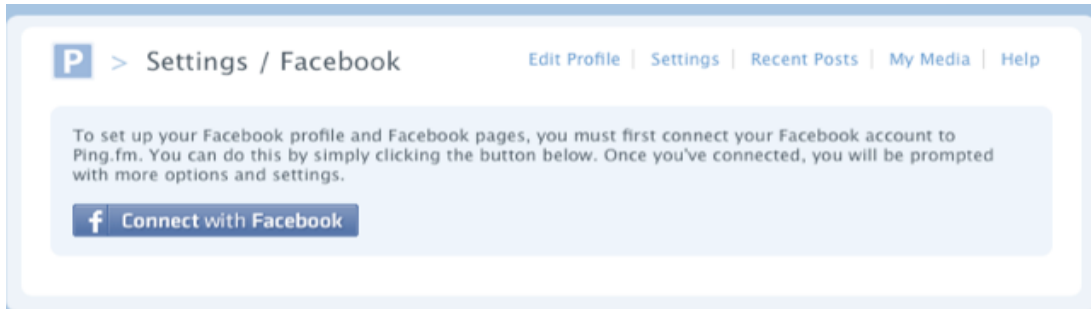 P > Settings / Facebook
Edit Profile | Settings | Recent Posts | My Media | Help
To set up your Facebook profile and Facebook pages, you must first connect your Facebook account to
Ping.fm. You can do this by simply clicking the button below. Once you've connected, you will be prompted
with more options and settings.
f Connect with Facebook